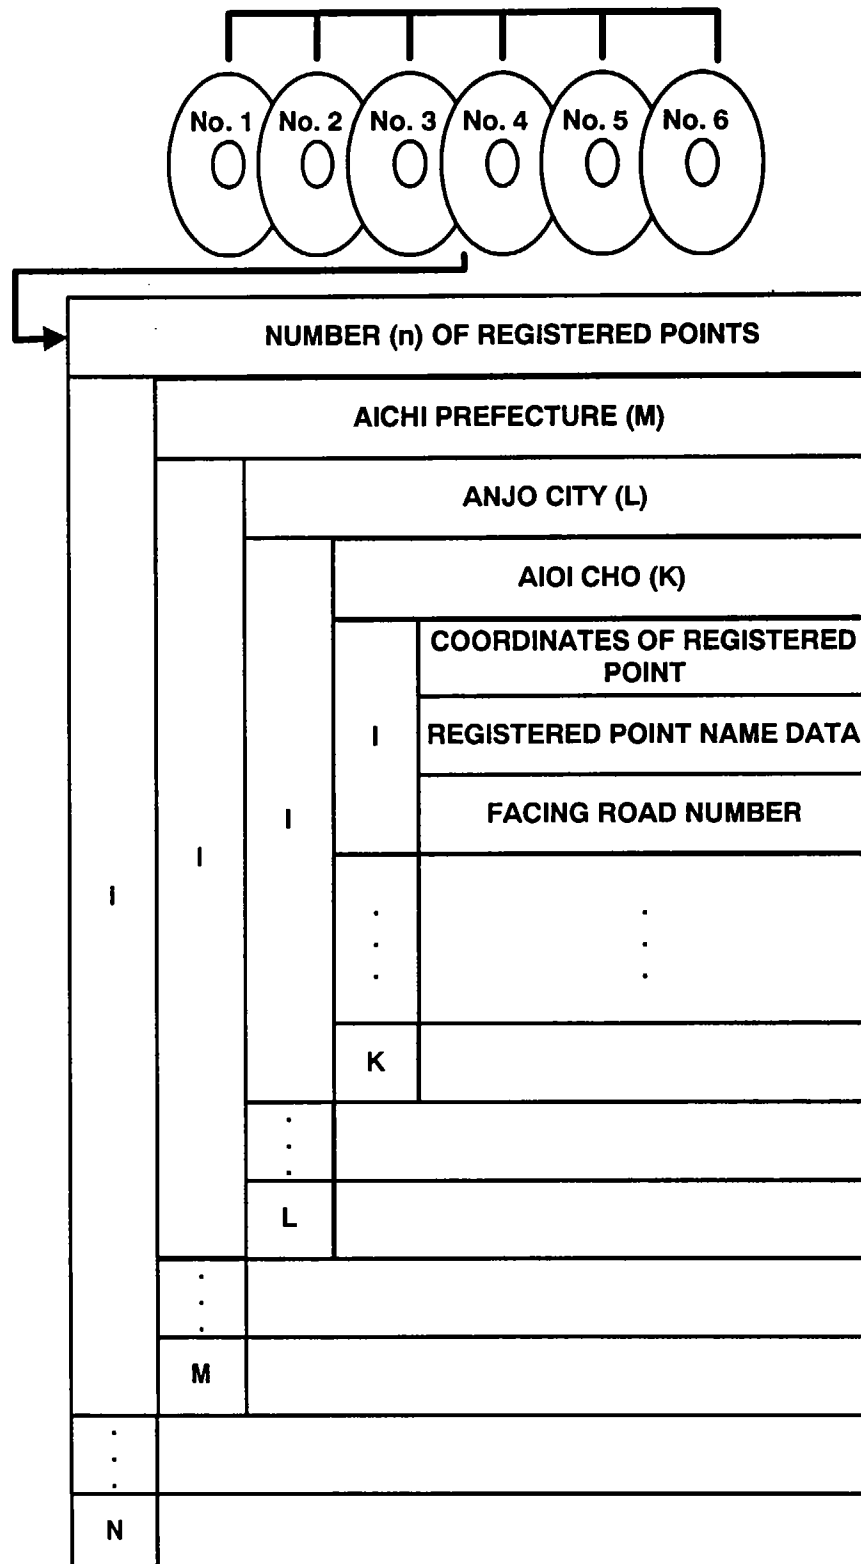 No. 1 No. 2 No. 3 No. 4 No. 5 No. 6
NUMBER (n) OF REGISTERED POINTS
AICHI PREFECTURE (M)
ANJO CITY (L)
AIOI CHO (K)
COORDINATES OF REGISTERED
POINT
I REGISTERED POINT NAME DATA
FACING ROAD NUMBER
I
I
i
K
L
M
N